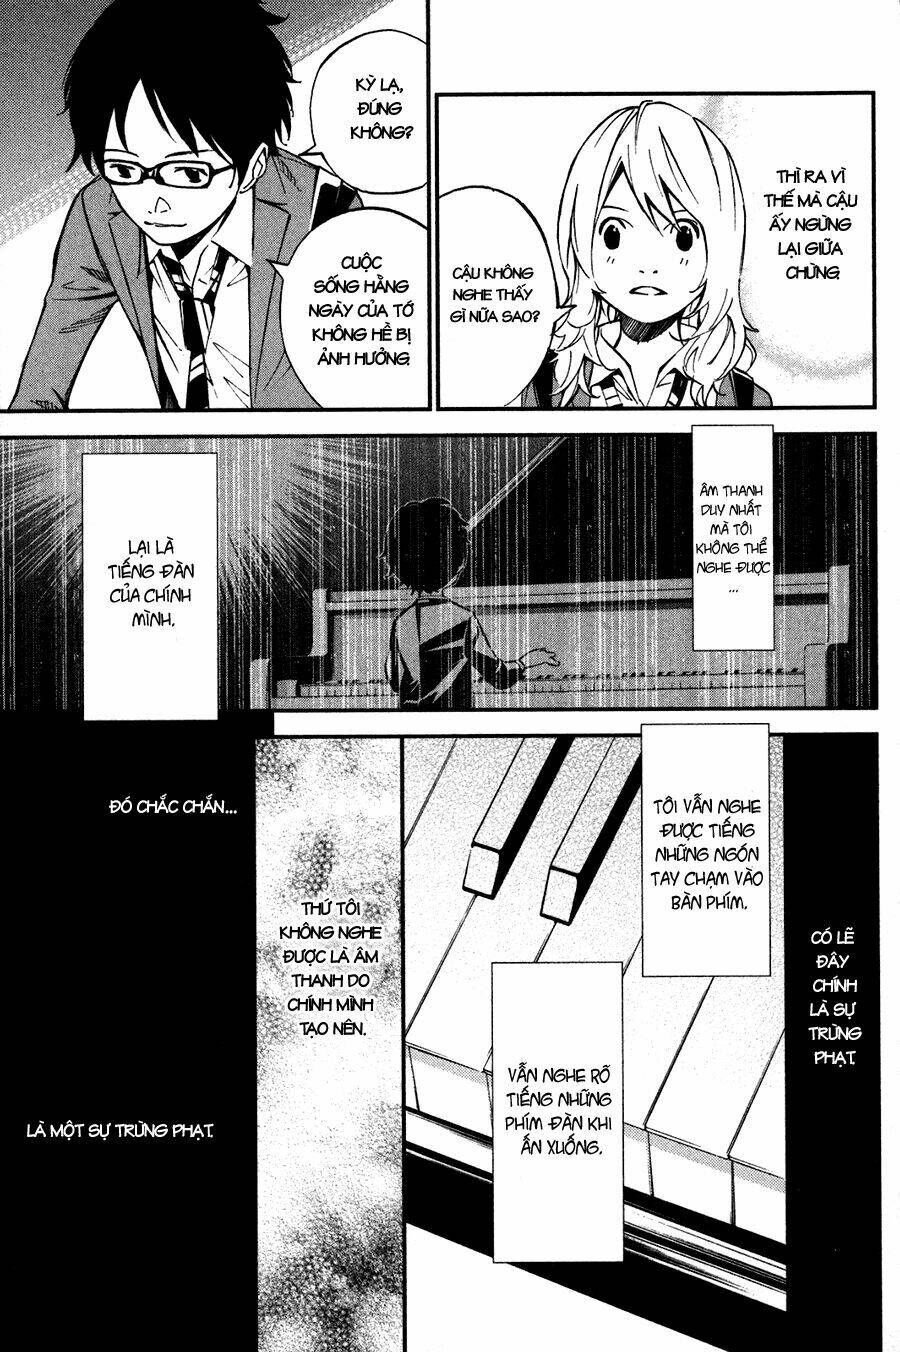 THÌ RA VÌ
THẾ MÀ CẬU
ẤY NGỪNG
LẠI GIỮA
CHỪNG
CẬU KHÔNG
NGHE THẤY
GÌ NỮA SAO?
KỲ LẠ,
ĐÚNG
KHÔNG?
CUỘC
SỐNG HẰNG
NGÀY CỦA TỚ
KHÔNG HỀ BỊ
ẢNH HƯỞNG
ÂM THANH
DUY NHẤT
MÀ TÔI
KHÔNG THỂ
NGHE ĐƯỢC
...
LẠI LÀ
TIẾNG ĐÀN
CỦA CHÍNH
MÌNH.
CÓ LẼ
ĐÂY
CHÍNH
LÀ SỰ
TRỪNG
PHẠT.
TÔI VẪN NGHE
ĐƯỢC TIẾNG
NHỮNG NGÓN
TAY CHẠM VÀO
BÀN PHÍM.
VẪN NGHE RÕ
TIẾNG NHỮNG
PHÍM ĐÀN KHI
ẤN XUỐNG.
THỨ TÔI
KHÔNG NGHE
ĐƯỢC LÀ ÂM
THANH DO
CHÍNH MÌNH
TẠO NÊN.
ĐÓ CHẮC CHẮN...
LÀ MỘT SỰ TRỪNG PHẠT.